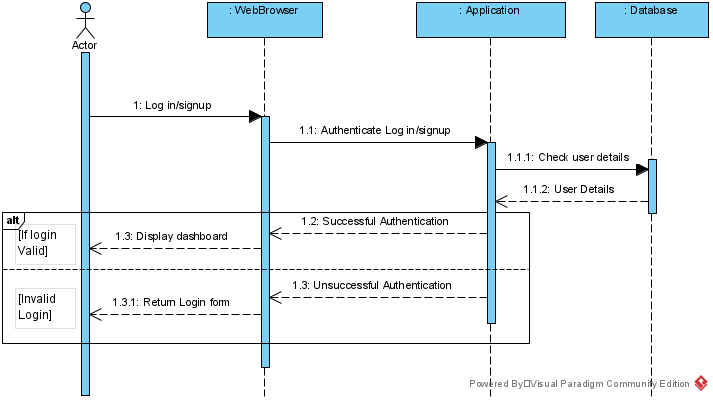 : WebBrowser
: Application
: Database
Actor
1: Log in/signup
1.1: Authenticate Log in/signup
1.1.1: Check user details
1.1.2: User Details
alt
1.2: Successful Authentication
[If login
Valid]
1.3: Display dashboard
1.3: Unsuccessful Authentication
[Invalid
Login]
1.3.1: Return Login form
Powered By□Visual Paradigm Community Edition